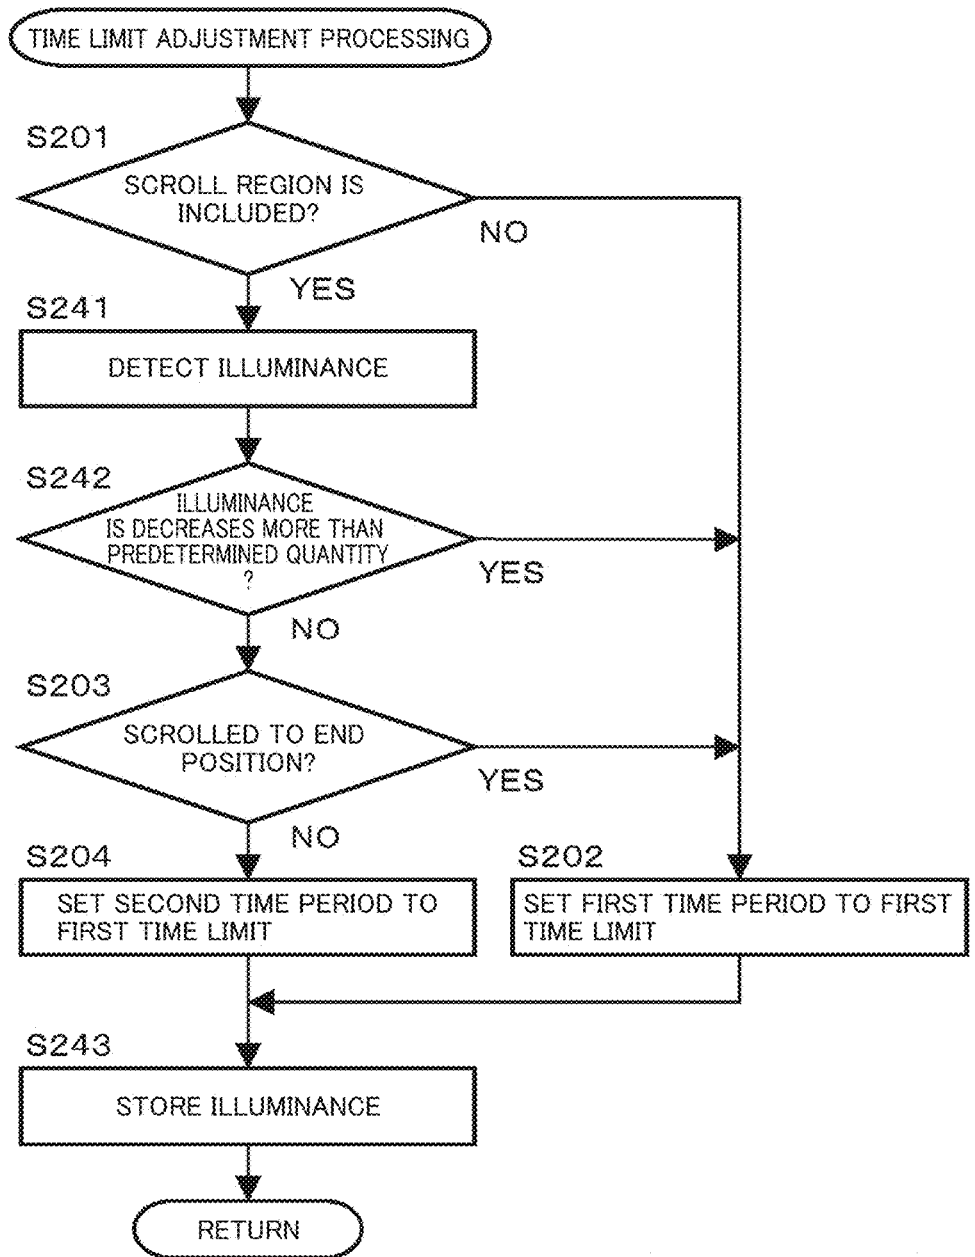 TIME LIMIT ADJUSTMENT PROCESSING
S201
SCROLL REGION IS
INCLUDED?
NO
YES
S241
DETECT ILLUMINANCE
S242
ILLUMINANCE
IS DECREASES MORE THAN
PREDETERMINED QUANTITY
?
YES
NO
S203
SCROLLED TO END
POSITION?
YES
NO
S204
SET SECOND TIME PERIOD TO
FIRST TIME LIMIT
S202
SET FIRST TIME PERIOD TO FIRST
TIME LIMIT
S243
STORE ILLUMINANCE
RETURN